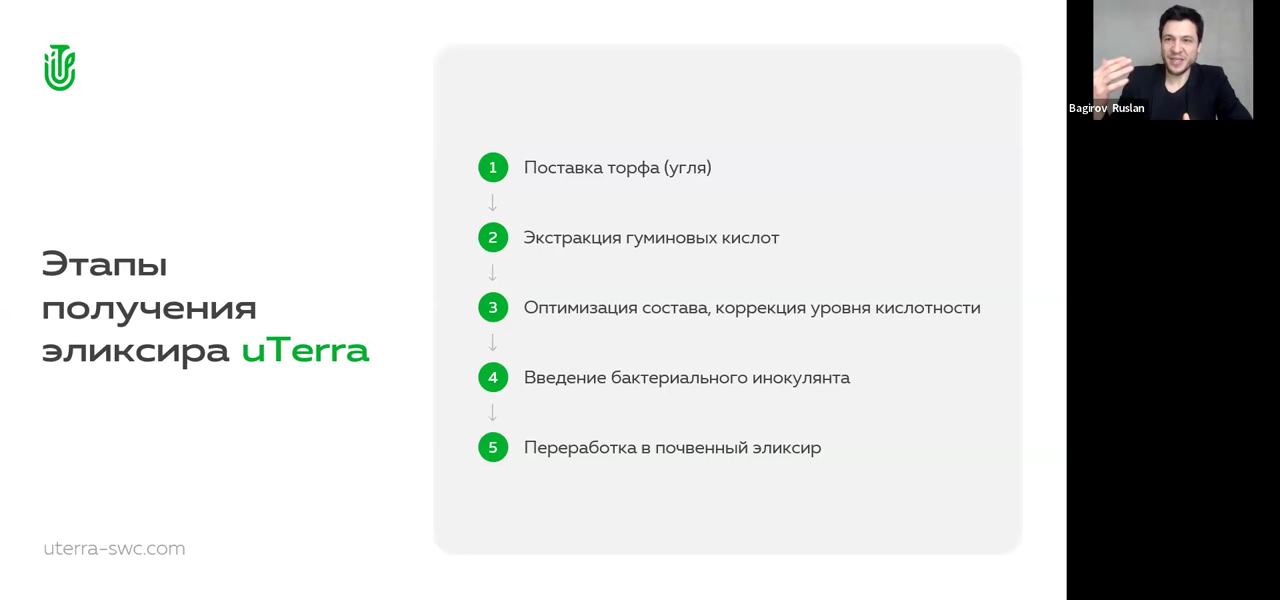 Этапы
получения
эликсира uTerra
uterra-swc.com
1 Поставка торфа (угля)
2 Экстракция гуминовых кислот
3 Оптимизация состава, коррекция уровня кислотности
4 Введение бактериального инокулянта
5 Переработка в почвенный эликсир
Bagirov Ruslan